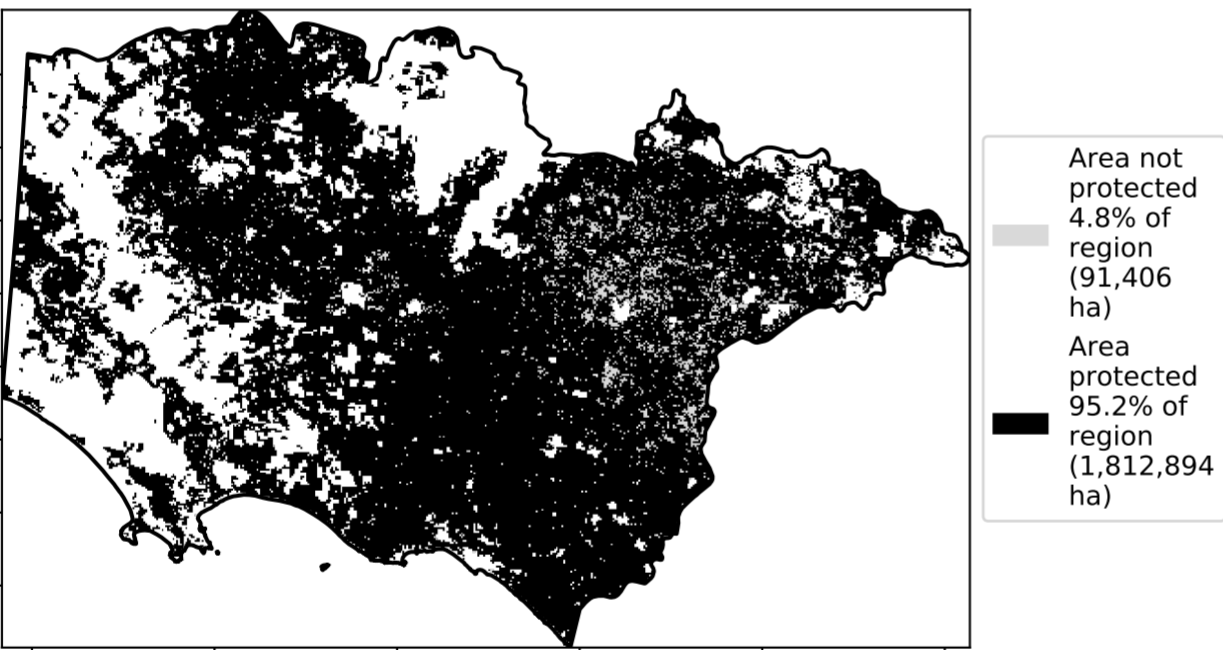 Area not
protected
4.8% of
region
(91,406
ha)
Area
protected
95.2% of
region
(1,812,894
ha)